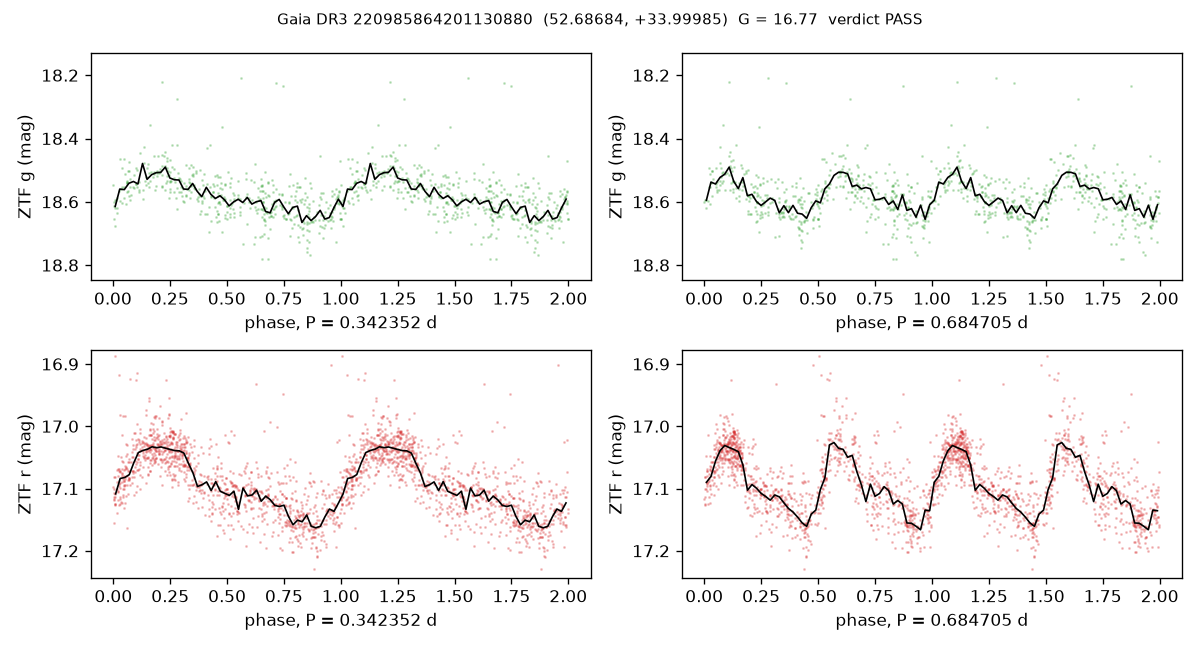 Gaia DR3 220985864201130880  (52.68684, +33.99985)  G = 16.77  verdict PASS
ZTF g (mag)
18.2
18.4
18.6
18.8
0.00 0.25 0.50 0.75 1.00 1.25 1.50 1.75 2.00
phase, P = 0.342352 d
ZTF g (mag)
18.2
18.4
18.6
18.8
0.00 0.25 0.50 0.75 1.00 1.25 1.50 1.75 2.00
phase, P = 0.684705 d
ZTF r (mag)
16.9
17.0
17.1
17.2
0.00 0.25 0.50 0.75 1.00 1.25 1.50 1.75 2.00
phase, P = 0.342352 d
ZTF r (mag)
16.9
17.0
17.1
17.2
0.00 0.25 0.50 0.75 1.00 1.25 1.50 1.75 2.00
phase, P = 0.684705 d